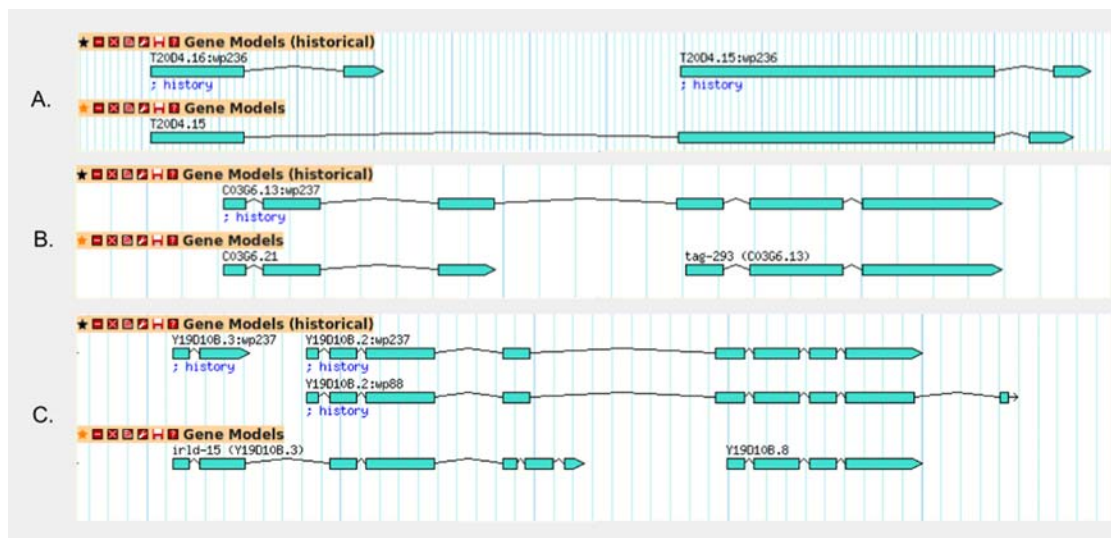 A.
Gene Models (historical)
T20D4.16:wp236 T20D4.15:wp236
; history ; history
Gene Models
T20D4.15
B.
Gene Models (historical)
C03G6.13:wp237
; history
Gene Models
C03G6.21 tag-293 (C03G6.13)
C.
Gene Models (historical)
Y19D10B.3:wp237 Y19D10B.2:wp237
; history ; history
Y19D10B.2:wp88
; history
Gene Models
irld-15 (Y19D10B.3) Y19D10B.8